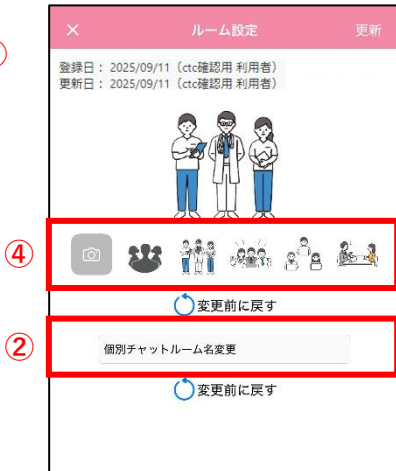 × ルーム設定 更新
登録日： 2025/09/11（ctc確認用 利用者）
更新日： 2025/09/11（ctc確認用 利用者）
④
変更前に戻す
②
個別チャットルーム名変更
変更前に戻す